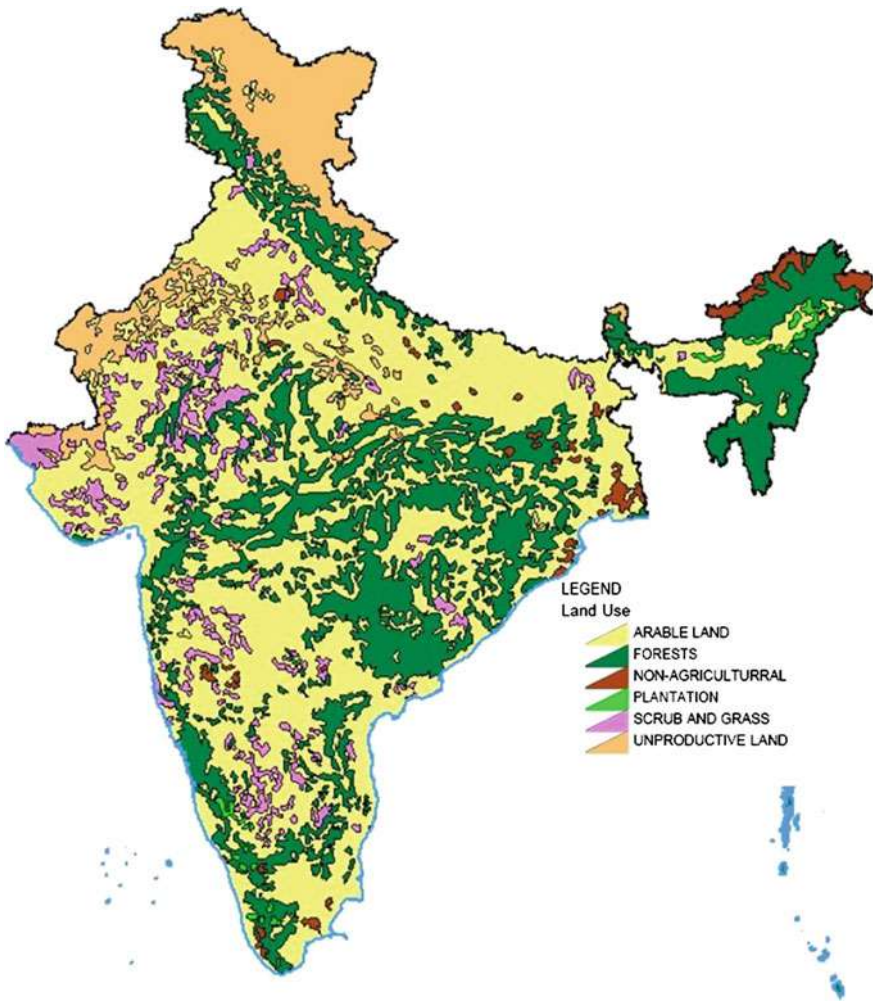 LEGEND
Land Use
ARABLE LAND
FORESTS
NON-AGRICULTURRAL
PLANTATION
SCRUB AND GRASS
UNPRODUCTIVE LAND